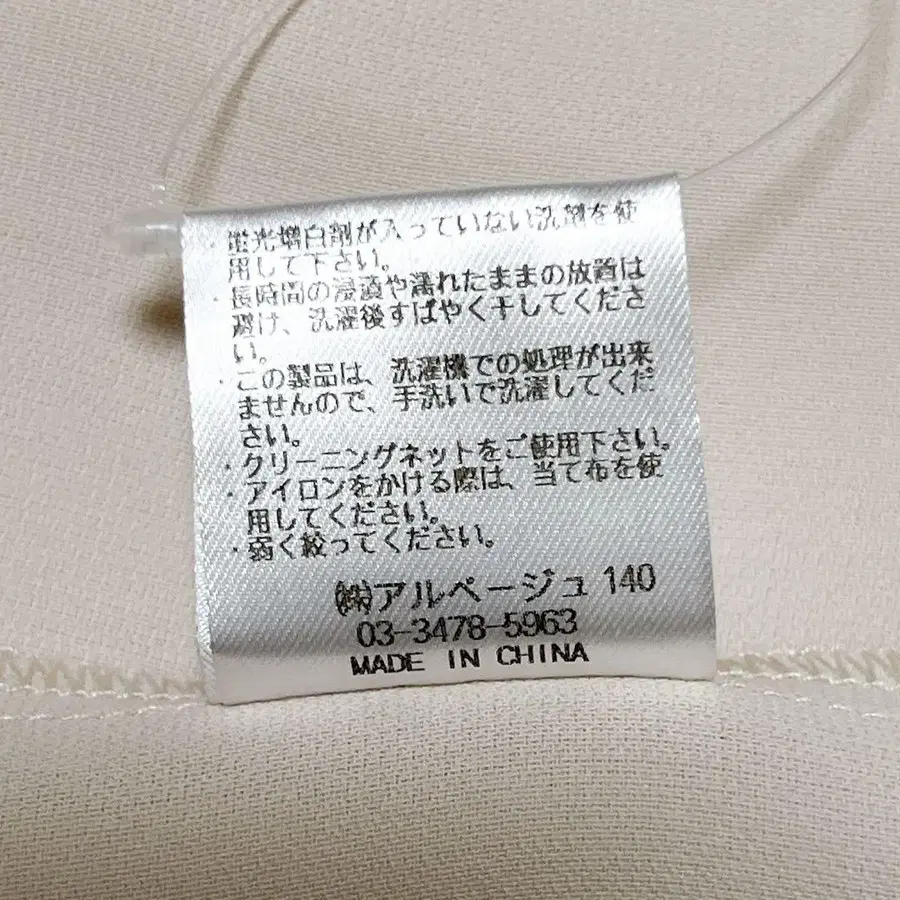 ・蛍光増白剤が入っていない洗剤を使
用して下さい。
・長時間の浸漬や濡れたままの放置は
避け、洗濯後すばやく干してくださ
い。
・この製品は、洗濯機での処理が出来
ませんので、手洗いで洗濯してくだ
さい。
・クリーニングネットをご使用下さい。
・アイロンをかける際は、当て布を使
用してください。
・弱く絞ってください。
㈱アルページュ 140
03-3478-5963
MADE IN CHINA